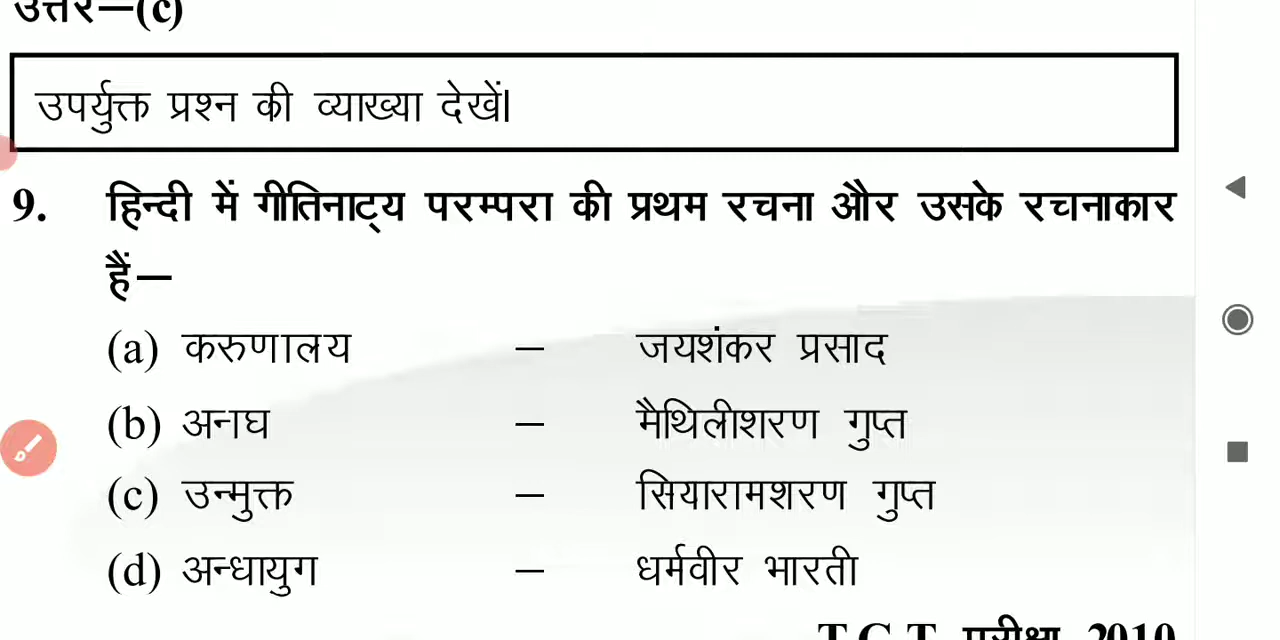 उत्तर—(c)
उपर्युक्त प्रश्न की व्याख्या देखें।
9. हिन्दी में गीतिनाट्य परम्परा की प्रथम रचना और उसके रचनाकार
हैं—
(a) करुणालय – जयशंकर प्रसाद
(b) अनघ – मैथिलीशरण गुप्त
(c) उन्मुक्त – सियारामशरण गुप्त
(d) अन्धायुग – धर्मवीर भारती
T.G.T. परीक्षा, 2010